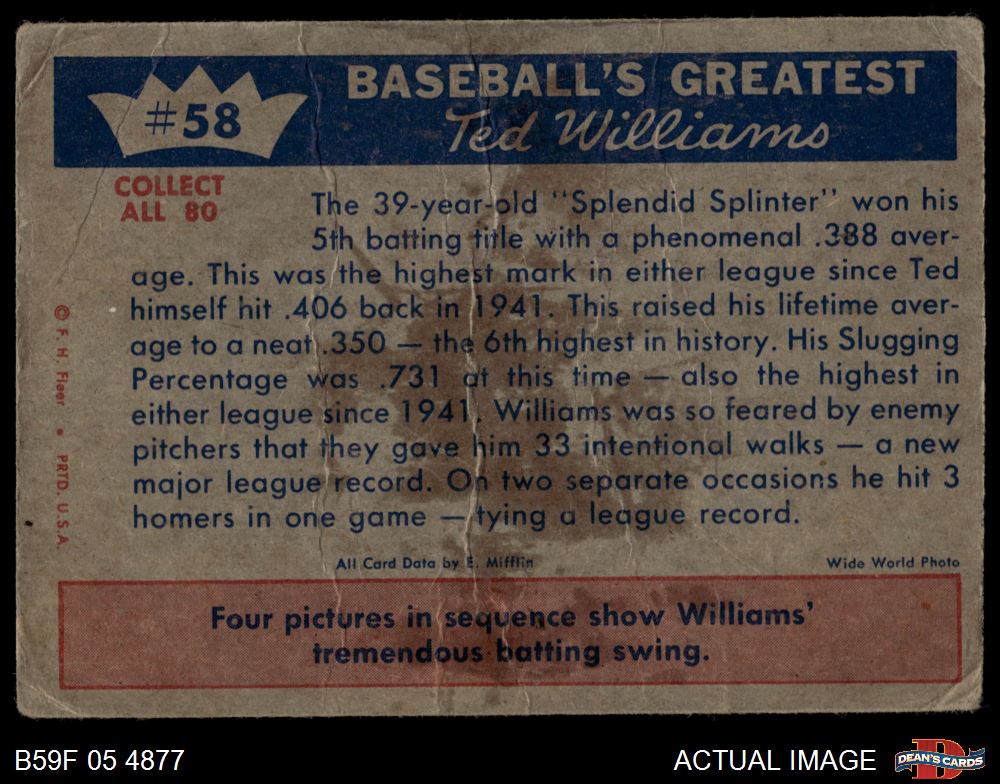 #58
BASEBALL'S GREATEST
Ted Williams
COLLECT
ALL 80
The 39-year-old "Splendid Splinter" won his
5th batting title with a phenomenal .388 aver-
age. This was the highest mark in either league since Ted
himself hit .406 back in 1941. This raised his lifetime aver-
age to a neat .350 — the 6th highest in history. His Slugging
Percentage was .731 at this time — also the highest in
either league since 1941. Williams was so feared by enemy
pitchers that they gave him 33 intentional walks — a new
major league record. On two separate occasions he hit 3
homers in one game — tying a league record.
© F. H. Fleer • PRTD. U.S.A.
All Card Data by E. Mifflin
Wide World Photo
Four pictures in sequence show Williams'
tremendous batting swing.
B59F 05 4877
ACTUAL IMAGE
D
DEAN'S CARDS